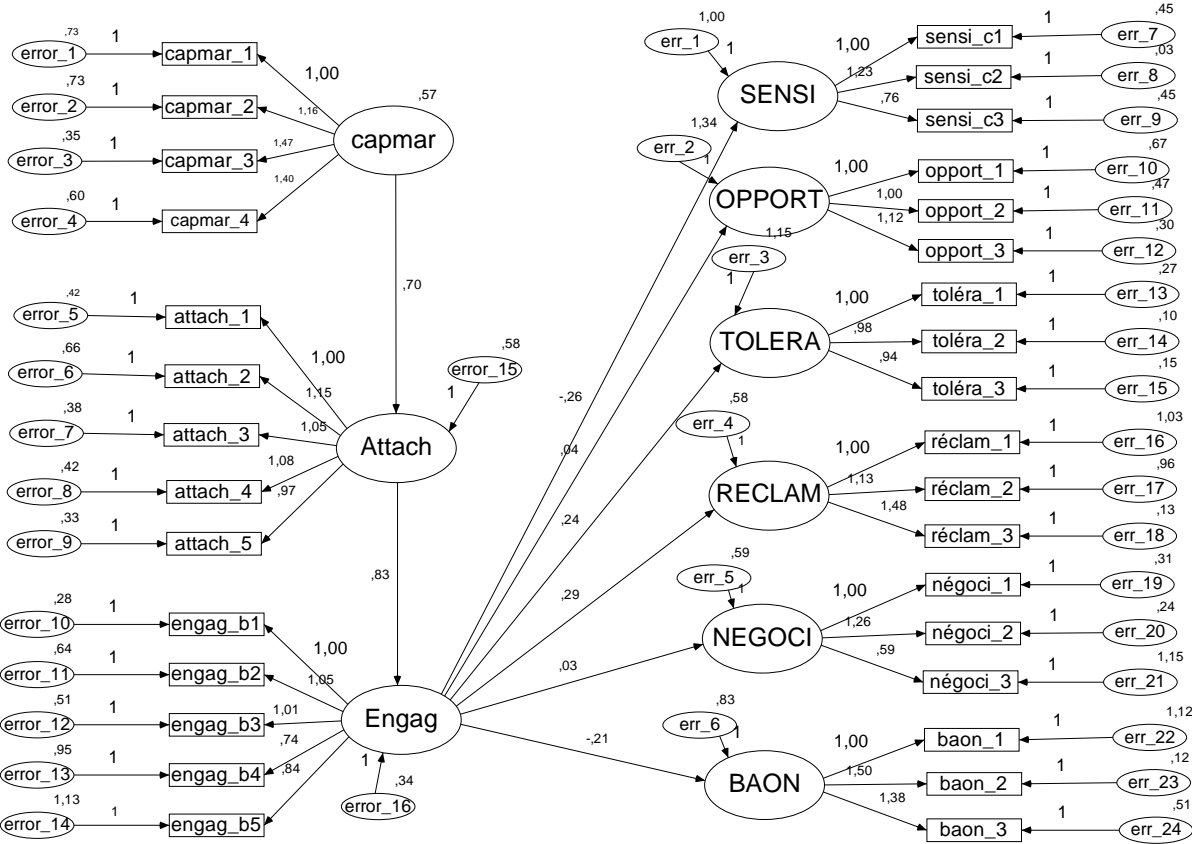 ,73
error_1 1 capmar_1
1,00
,73
error_2 1 capmar_2
1,16
,57
capmar
,35
error_3 1 capmar_3
1,47
,60
error_4 1 capmar_4
1,40
,70
,42
error_5 1 attach_1
1,00
,66
error_6 1 attach_2
1,15
,58
error_15
1
,38
error_7 1 attach_3
1,05
Attach
,42
error_8 1 attach_4
1,08
,97
,33
error_9 1 attach_5
,83
,28
error_10 1 engag_b1
1,00
,64
error_11 1 engag_b2
1,05
,51
error_12 1 engag_b3
1,01
Engag
,95
error_13 1 engag_b4
,74
,84
1,13
error_14 1 engag_b5
1
,34
error_16
-,26
,04
,24
,29
,03
-,21
1,00
err_1
1
SENSI
1,00
sensi_c1 1 err_7
,45
1,23
sensi_c2 1 err_8
,03
,76
sensi_c3 1 err_9
,45
1,34
err_2
1
OPPORT
1,00
opport_1 1 err_10
,67
1,00
opport_2 1 err_11
,47
1,12
opport_3 1 err_12
,30
1,15
err_3
1
TOLERA
1,00
toléra_1 1 err_13
,27
,98
toléra_2 1 err_14
,10
,94
toléra_3 1 err_15
,15
,58
err_4
1
RECLAM
1,00
réclam_1 1 err_16
1,03
1,13
réclam_2 1 err_17
,96
1,48
réclam_3 1 err_18
,13
,59
err_5
1
NEGOCI
1,00
négoci_1 1 err_19
,31
1,26
négoci_2 1 err_20
,24
,59
négoci_3 1 err_21
1,15
,83
err_6
1
BAON
1,00
baon_1 1 err_22
1,12
1,50
baon_2 1 err_23
,12
1,38
baon_3 1 err_24
,51